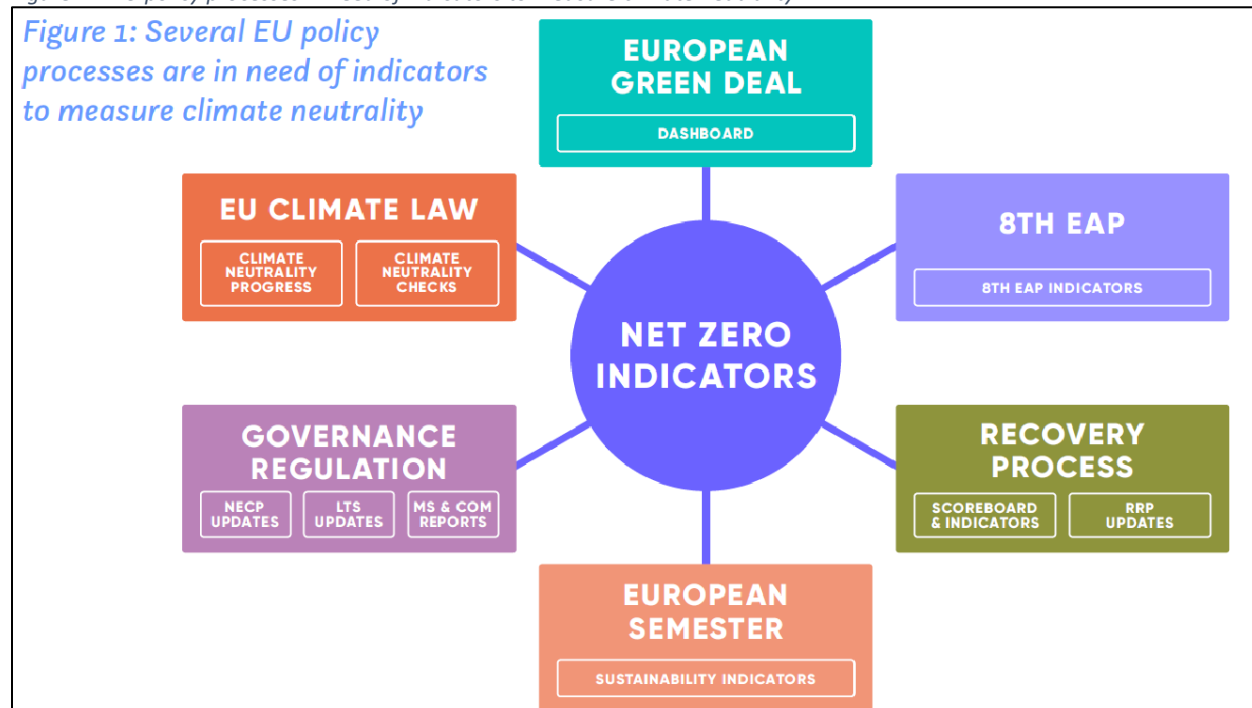 Figure 1: Several EU policy
processes are in need of indicators
to measure climate neutrality
EUROPEAN
GREEN DEAL
DASHBOARD
EU CLIMATE LAW
CLIMATE
NEUTRALITY
PROGRESS
CLIMATE
NEUTRALITY
CHECKS
8TH EAP
8TH EAP INDICATORS
NET ZERO
INDICATORS
GOVERNANCE
REGULATION
NECP
UPDATES
LTS
UPDATES
MS & COM
REPORTS
RECOVERY
PROCESS
SCOREBOARD
& INDICATORS
RRP
UPDATES
EUROPEAN
SEMESTER
SUSTAINABILITY INDICATORS